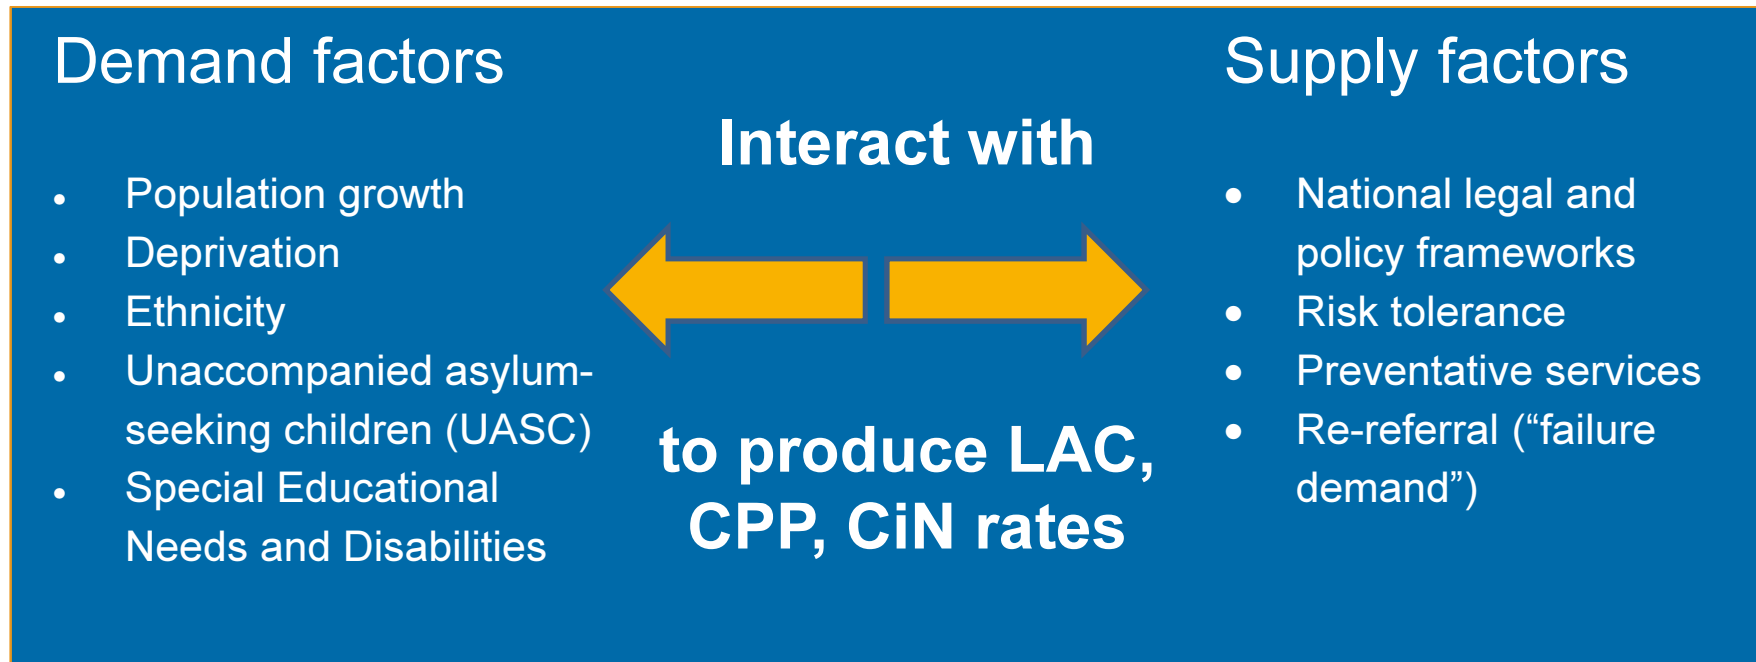 Demand factors
• Population growth
• Deprivation
• Ethnicity
• Unaccompanied asylum-
seeking children (UASC)
• Special Educational
Needs and Disabilities
Interact with
to produce LAC,
CPP, CiN rates
Supply factors
• National legal and
policy frameworks
• Risk tolerance
• Preventative services
• Re-referral (“failure
demand”)